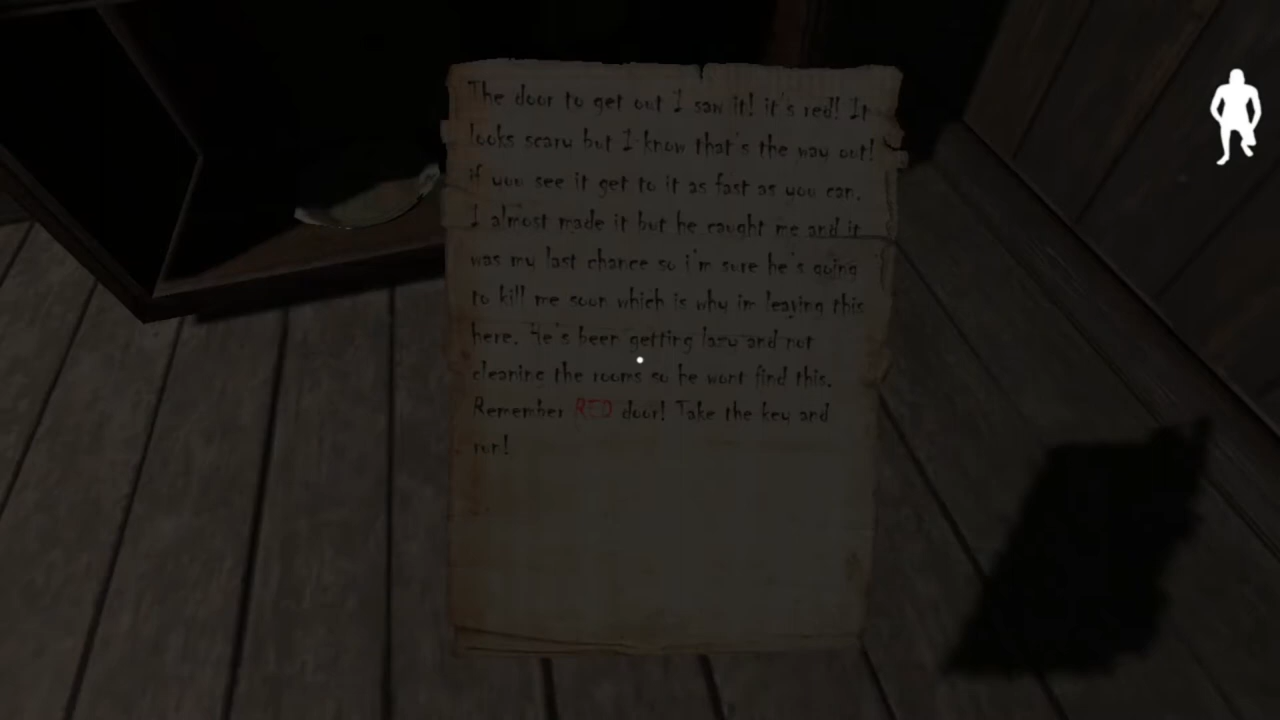 The door to get out I saw it! it's red! It
looks scary but I know that's the way out!
if you see it get to it as fast as you can.
I almost made it but he caught me and it
was my last chance so i'm sure he's going
to kill me soon which is why im leaving this
here. He's been getting lazy and not
cleaning the rooms so he wont find this.
Remember RED door! Take the key and
run!